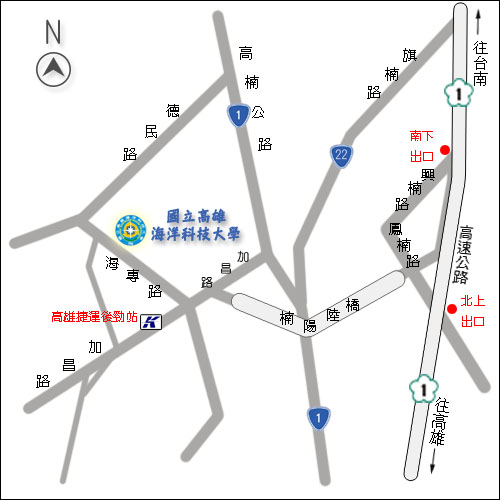 N
高楠公路
1
旗楠路
22
往台南
1
南下
出口
德民路
興楠路
鳳楠路
高速公路
國立高雄
海洋科技大學
海專路
加昌路
高雄捷運後勁站
K
北上
出口
楠陽陸橋
加昌路
1
1
往高雄